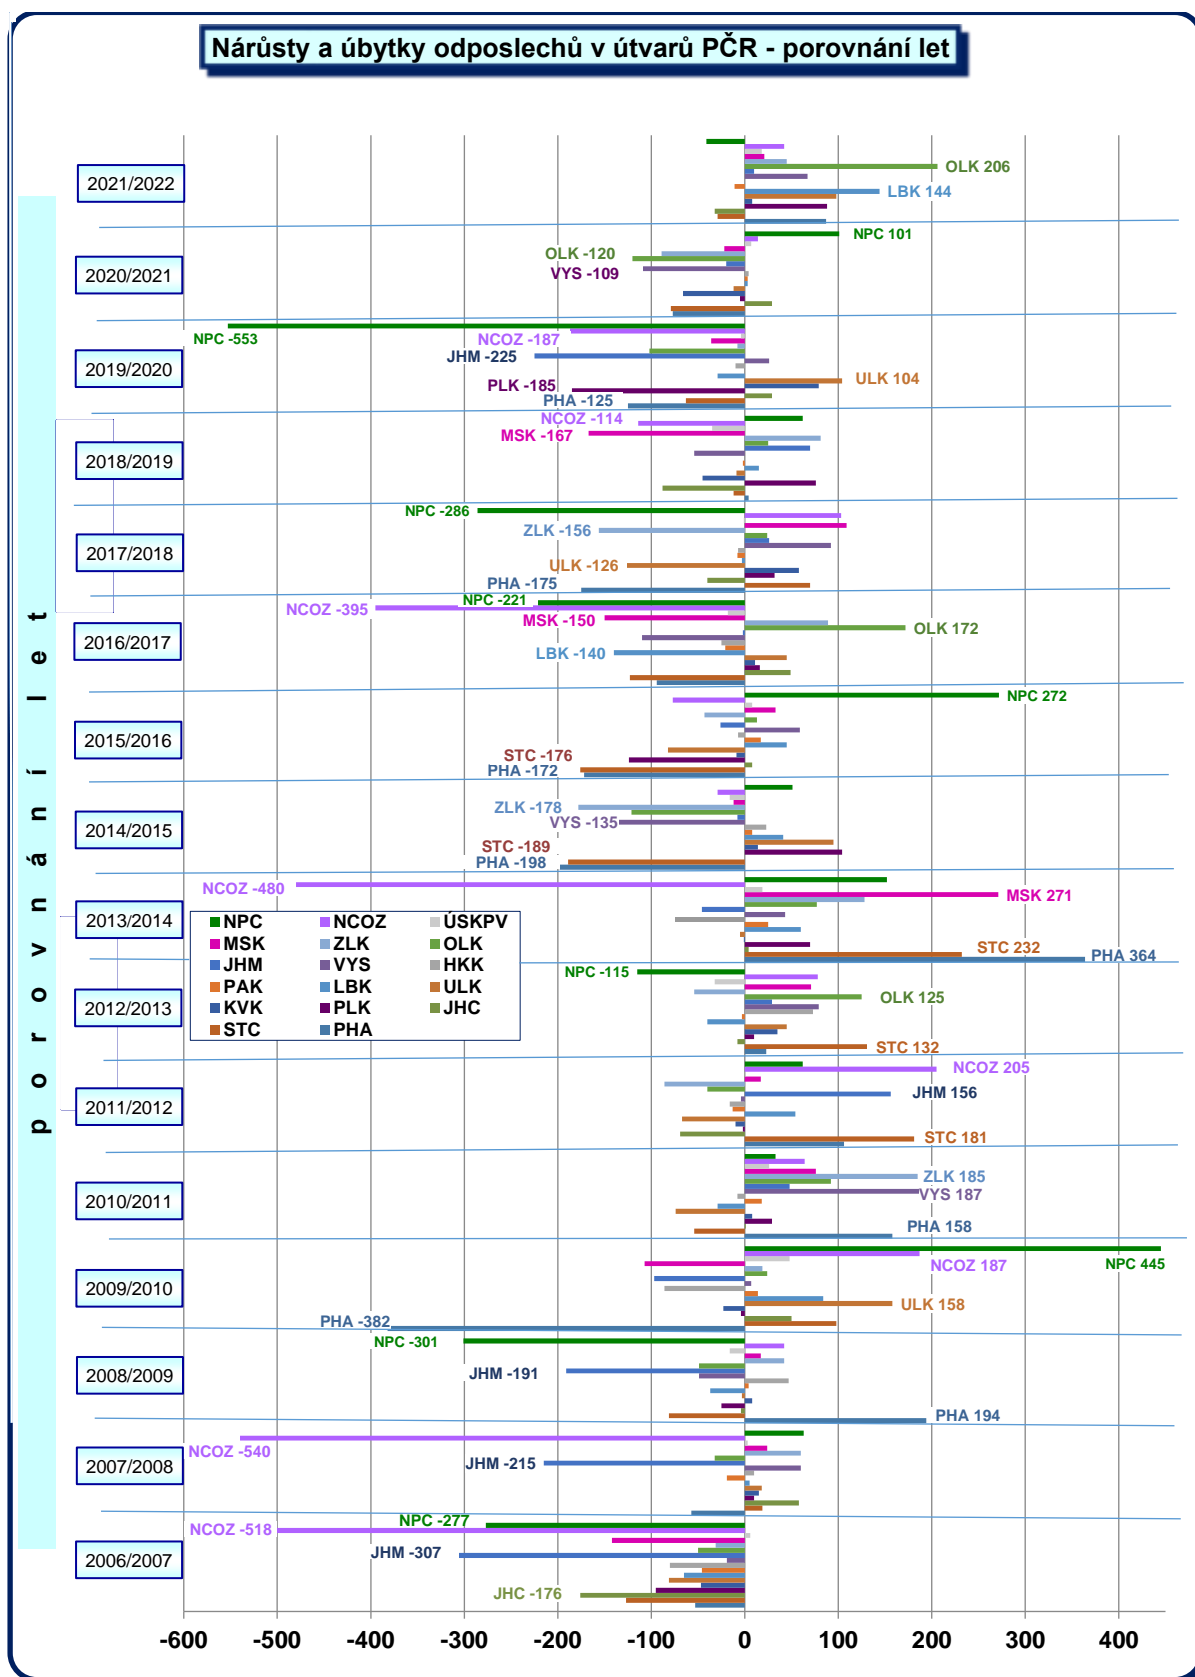 Nárůsty a úbytky odposlechů v útvarů PČR - porovnání let
porovnání let
2021/2022
OLK 206
LBK 144
2020/2021
NPC 101
OLK -120
VYS -109
2019/2020
NPC -553
NCOZ -187
JHM -225
ULK 104
PLK -185
PHA -125
2018/2019
NCOZ -114
MSK -167
2017/2018
NPC -286
ZLK -156
ULK -126
PHA -175
2016/2017
NPC -221
NCOZ -395
MSK -150
OLK 172
LBK -140
2015/2016
NPC 272
STC -176
PHA -172
2014/2015
ZLK -178
VYS -135
STC -189
PHA -198
2013/2014
NCOZ -480
MSK 271
STC 232
PHA 364
NPC NCOZ ÚSKPV
MSK ZLK OLK
JHM VYS HKK
PAK LBK ULK
KVK PLK JHC
STC PHA
2012/2013
NPC -115
OLK 125
STC 132
2011/2012
NCOZ 205
JHM 156
STC 181
2010/2011
ZLK 185
VYS 187
PHA 158
2009/2010
NCOZ 187
NPC 445
ULK 158
PHA -382
2008/2009
NPC -301
JHM -191
PHA 194
2007/2008
NCOZ -540
JHM -215
2006/2007
NPC -277
NCOZ -518
JHM -307
JHC -176
-600 -500 -400 -300 -200 -100 0 100 200 300 400